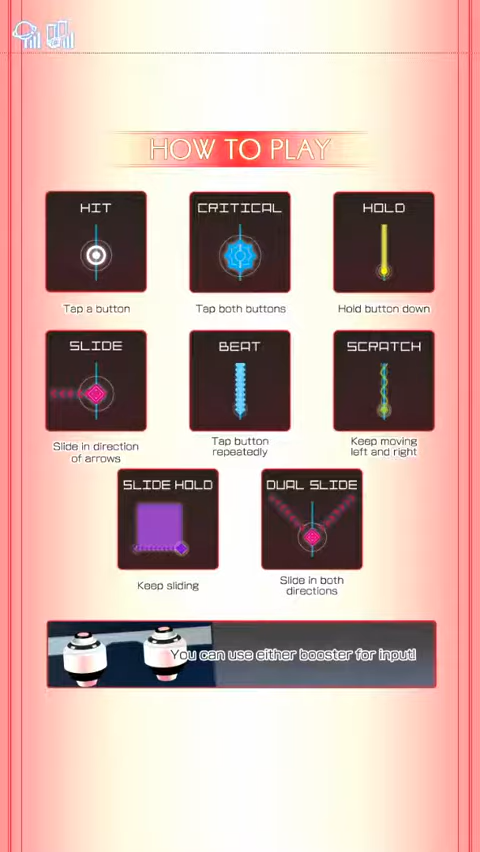 HOW TO PLAY
HIT
CRITICAL
HOLD
Tap a button
Tap both buttons
Hold button down
SLIDE
BEAT
SCRATCH
Slide in direction
of arrows
Tap button
repeatedly
Keep moving
left and right
SLIDE HOLD
DUAL SLIDE
Keep sliding
Slide in both
directions
You can use either booster for input!